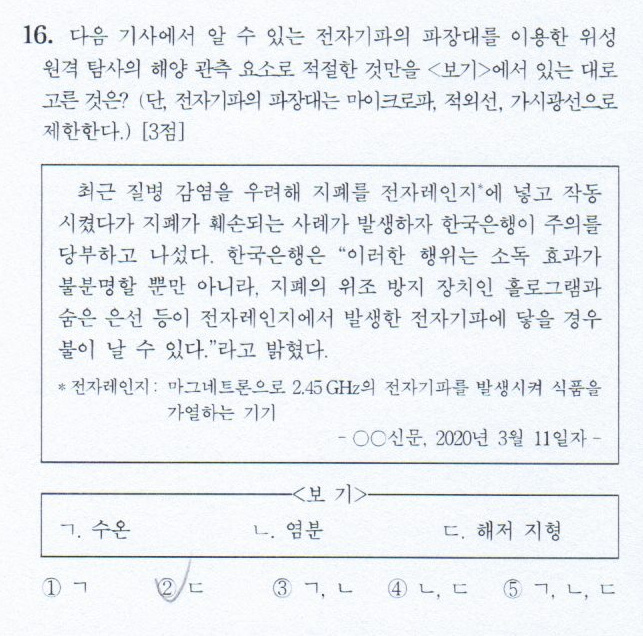 16. 다음 기사에서 알 수 있는 전자기파의 파장대를 이용한 위성
원격 탐사의 해양 관측 요소로 적절한 것만을 <보기>에서 있는 대로
고른 것은? (단, 전자기파의 파장대는 마이크로파, 적외선, 가시광선으로
제한한다.) [3점]
최근 질병 감염을 우려해 지폐를 전자레인지*에 넣고 작동
시켰다가 지폐가 훼손되는 사례가 발생하자 한국은행이 주의를
당부하고 나섰다. 한국은행은 “이러한 행위는 소독 효과가
불분명할 뿐만 아니라, 지폐의 위조 방지 장치인 홀로그램과
숨은 은선 등이 전자레인지에서 발생한 전자기파에 닿을 경우
불이 날 수 있다.”라고 밝혔다.
* 전자레인지: 마그네트론으로 2.45 GHz의 전자기파를 발생시켜 식품을
가열하는 기기
- ○○신문, 2020년 3월 11일자 -
<보 기>
ㄱ. 수온 ㄴ. 염분 ㄷ. 해저 지형
① ㄱ ② ㄷ ③ ㄱ, ㄴ ④ ㄴ, ㄷ ⑤ ㄱ, ㄴ, ㄷ